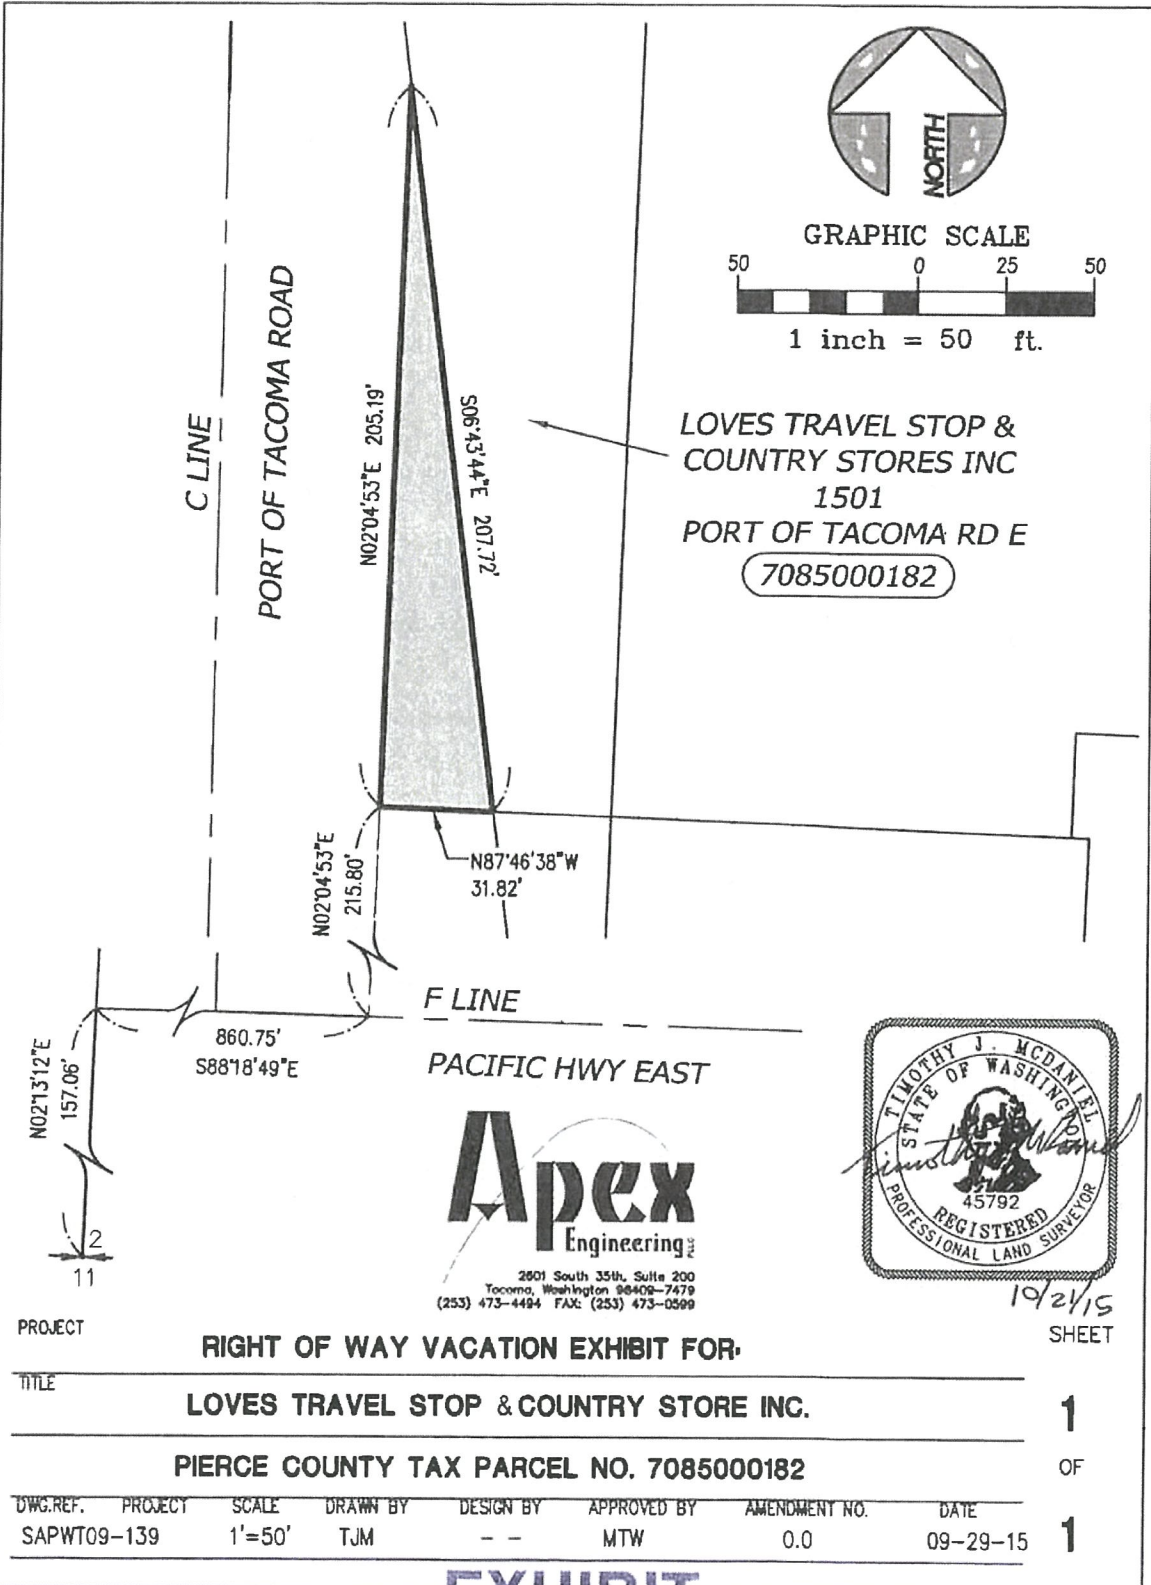 NORTH
GRAPHIC SCALE
50 0 25 50
1 inch = 50 ft.
C LINE
PORT OF TACOMA ROAD
N02°04'53"E 205.19'
S06°43'44"E 207.72'
LOVES TRAVEL STOP &
COUNTRY STORES INC
1501
PORT OF TACOMA RD E
7085000182
N87°46'38"W
31.82'
N02°04'53"E
215.80'
F LINE
860.75'
S88°18'49"E
PACIFIC HWY EAST
N02°13'12"E
157.06'
2
11
Apex
Engineering PLLC
2601 South 35th, Suite 200
Tacoma, Washington 98409-7479
(253) 473-4494 FAX: (253) 473-0599
TIMOTHY J. MCDANIEL
STATE OF WASHINGTON
45792
REGISTERED
PROFESSIONAL LAND SURVEYOR
10/21/15
PROJECT
RIGHT OF WAY VACATION EXHIBIT FOR:
SHEET
TITLE
LOVES TRAVEL STOP & COUNTRY STORE INC.
1
PIERCE COUNTY TAX PARCEL NO. 7085000182
OF
DWG.REF. PROJECT SCALE DRAWN BY DESIGN BY APPROVED BY AMENDMENT NO. DATE
SAPWT09-139 1'=50' TJM - - MTW 0.0 09-29-15
1
EXHIBIT